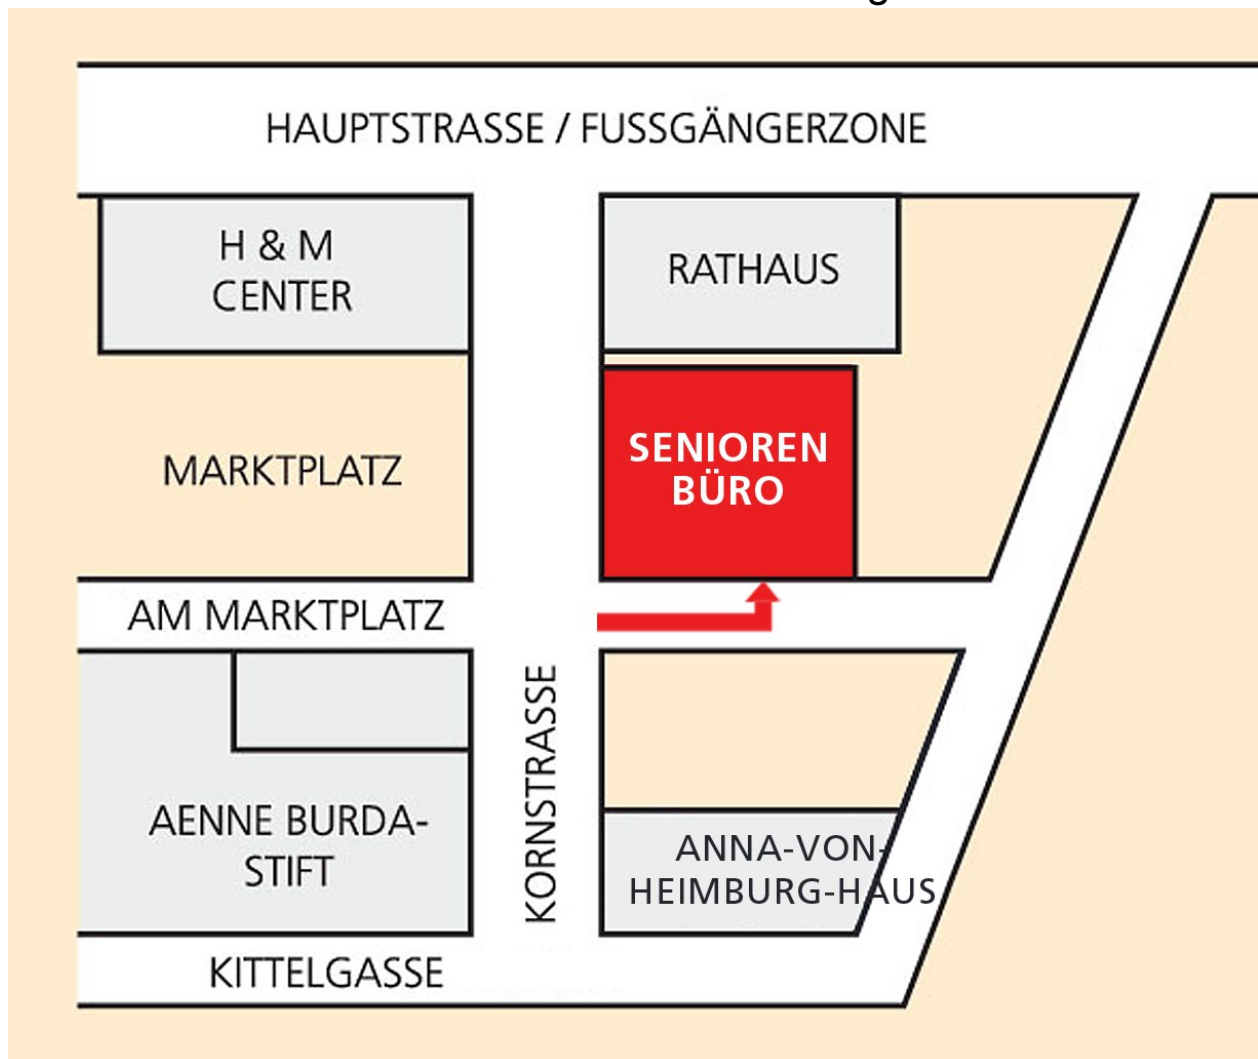 HAUPTSTRASSE / FUSSGÄNGERZONE
H & M
CENTER
RATHAUS
MARKTPLATZ
SENIOREN
BÜRO
AM MARKTPLATZ
KORNSTRASSE
AENNE BURDA-
STIFT
ANNA-VON-
HEIMBURG-HAUS
KITTELGASSE